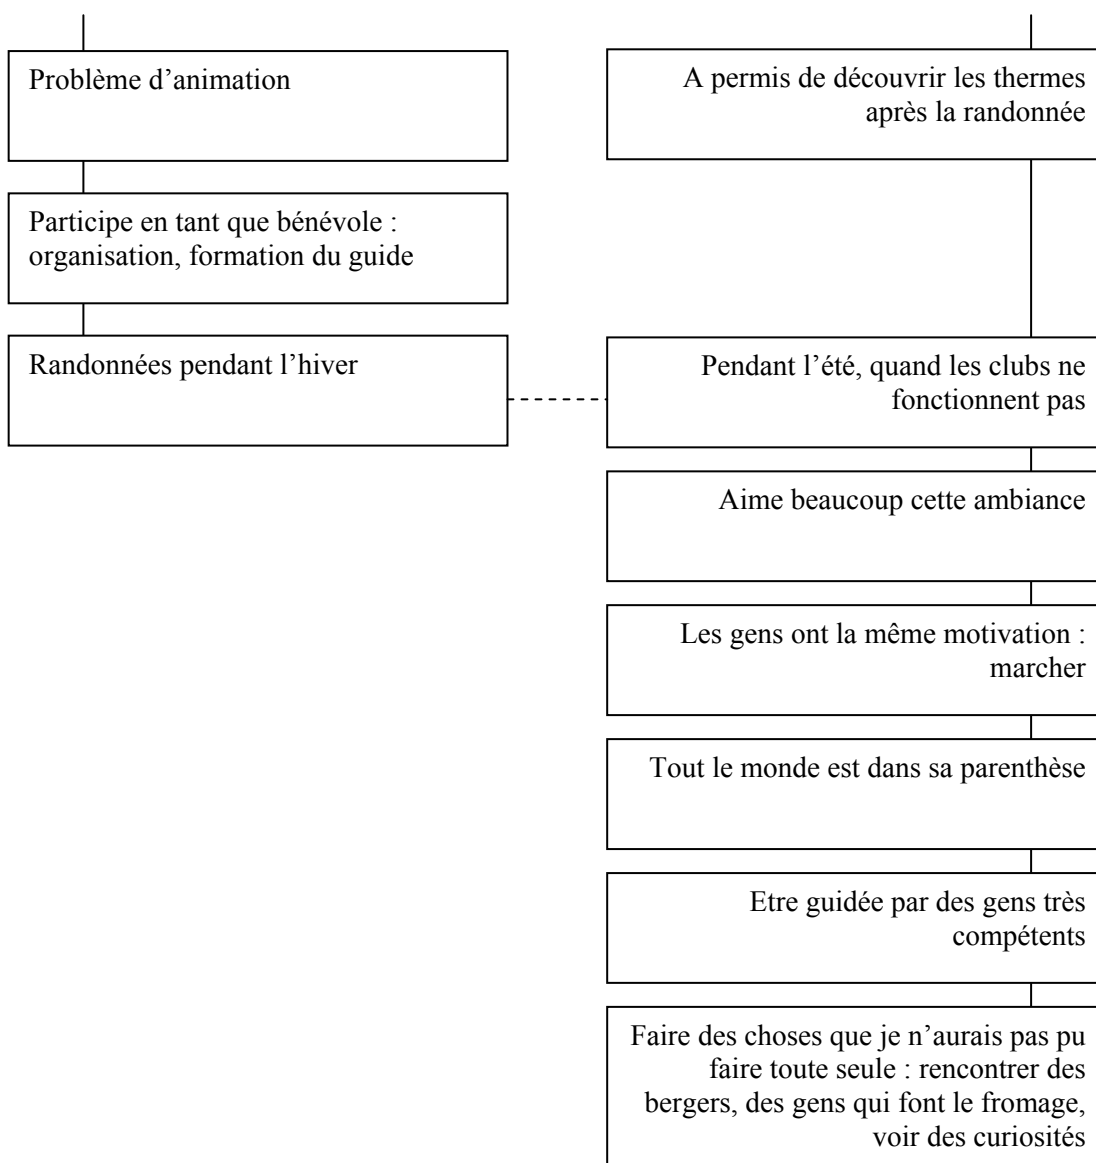 Problème d’animation
Participe en tant que bénévole :
organisation, formation du guide
Randonnées pendant l’hiver
A permis de découvrir les thermes
après la randonnée
Pendant l’été, quand les clubs ne
fonctionnent pas
Aime beaucoup cette ambiance
Les gens ont la même motivation :
marcher
Tout le monde est dans sa parenthèse
Etre guidée par des gens très
compétents
Faire des choses que je n’aurais pas pu
faire toute seule : rencontrer des
bergers, des gens qui font le fromage,
voir des curiosités